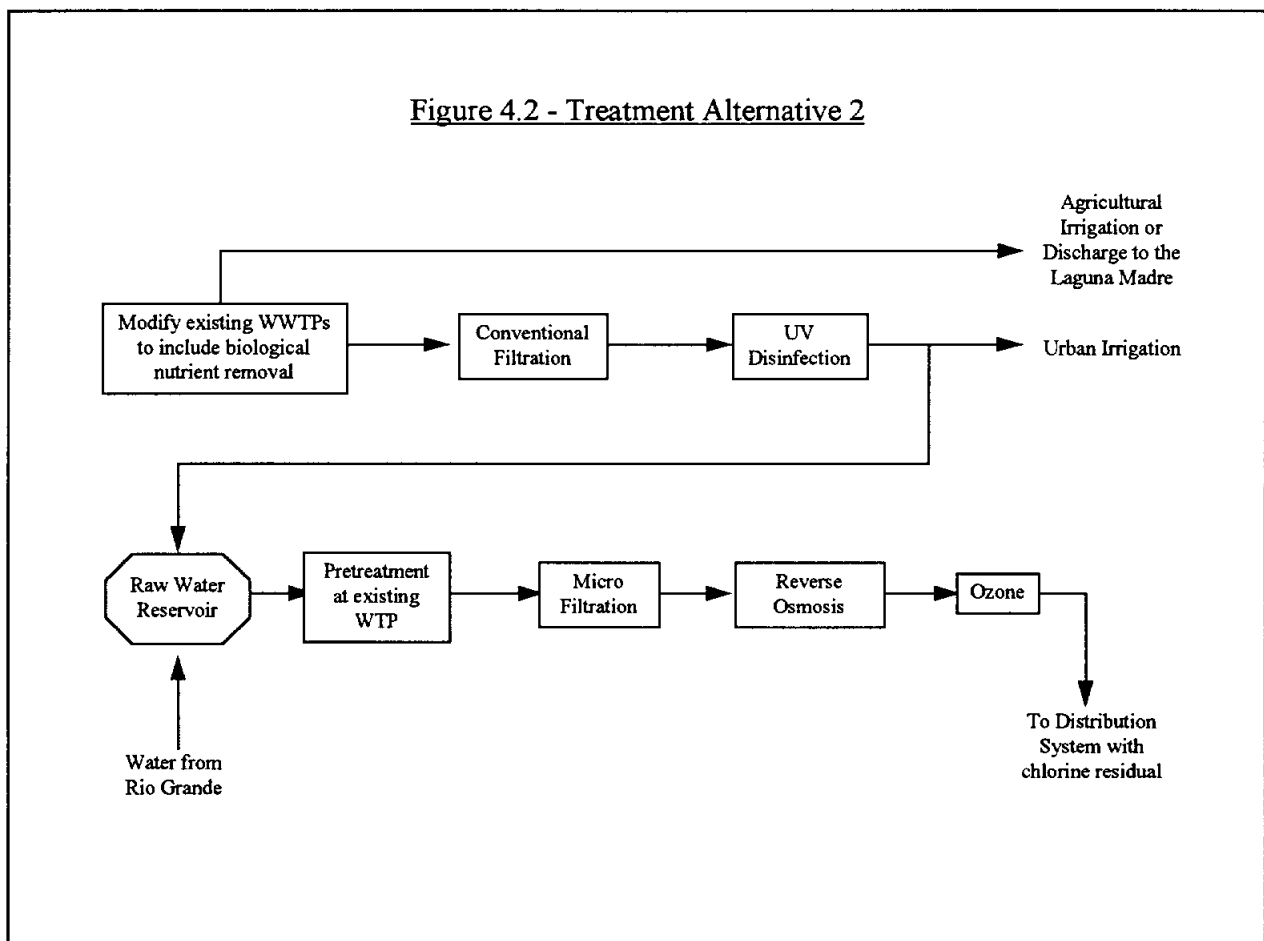 Figure 4.2 - Treatment Alternative 2
Agricultural
Irrigation or
Discharge to the
Laguna Madre
Modify existing WWTPs
to include biological
nutrient removal
Conventional
Filtration
UV
Disinfection
Urban Irrigation
Raw Water
Reservoir
Pretreatment
at existing
WTP
Micro
Filtration
Reverse
Osmosis
Ozone
To Distribution
System with
chlorine residual
Water from
Rio Grande